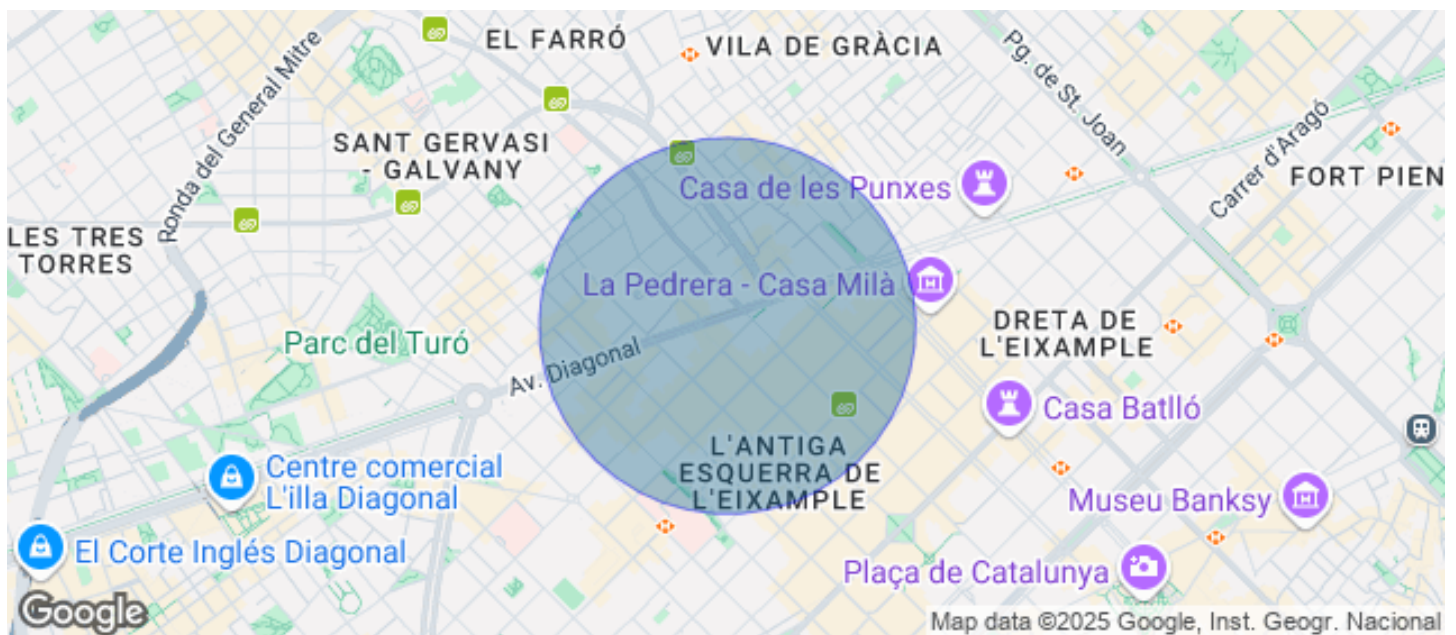 EL FARRÓ
VILA DE GRÀCIA
Pg. de St. Joan
Ronda del General Mitre
SANT GERVASI
- GALVANY
Casa de les Punxes
Carrer d'Aragó
FORT PIEN
LES TRES
TORRES
La Pedrera - Casa Milà
DRETA DE
L'EIXAMPLE
Parc del Turó
Av. Diagonal
Casa Batlló
L'ANTIGA
ESQUERRA DE
L'EIXAMPLE
Centre comercial
L'illa Diagonal
Museu Banksy
El Corte Inglés Diagonal
Plaça de Catalunya
Google
Map data ©2025 Google, Inst. Geogr. Nacional